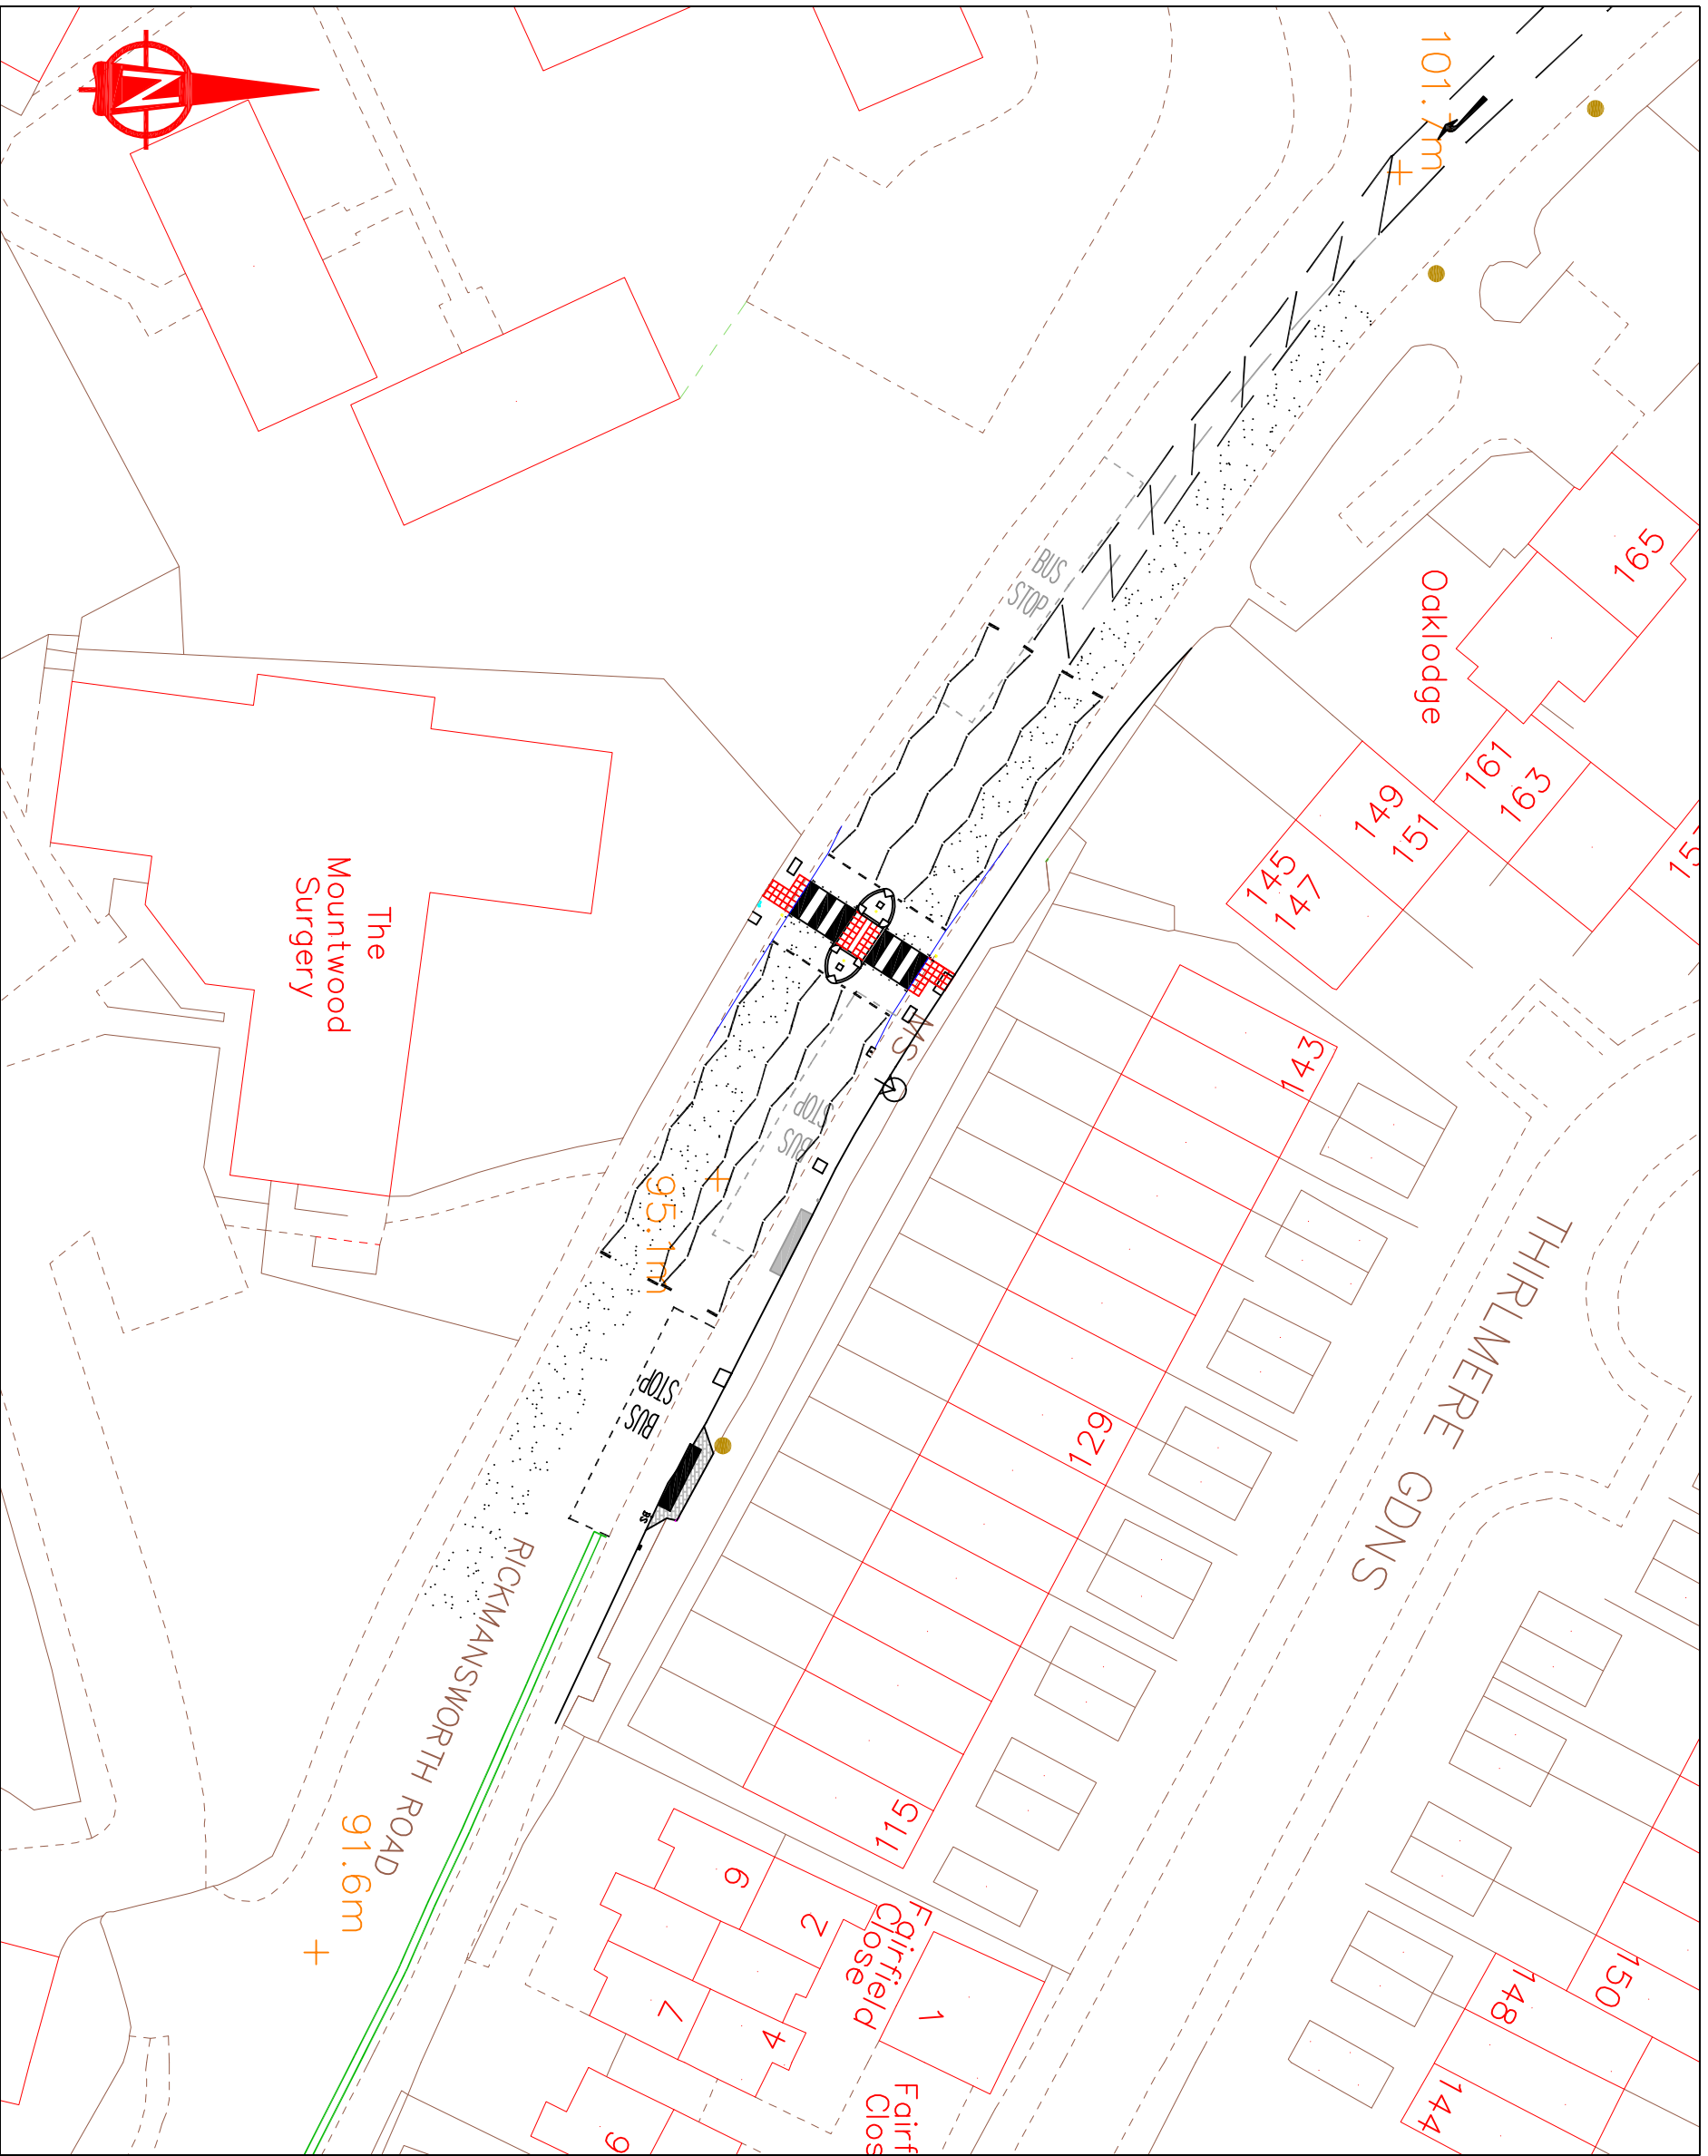 N
101.7m
165
Oaklodge
161
163
149
151
145
147
BUS
STOP
The
Mountwood
Surgery
MS
143
BUS
STOP
95.1m
THIRLMERE GDNS
BUS
STOP
129
RICKMANSWORTH ROAD
91.6m
115
9
2
Fairfield
Close
1
7
4
150
148
144
6